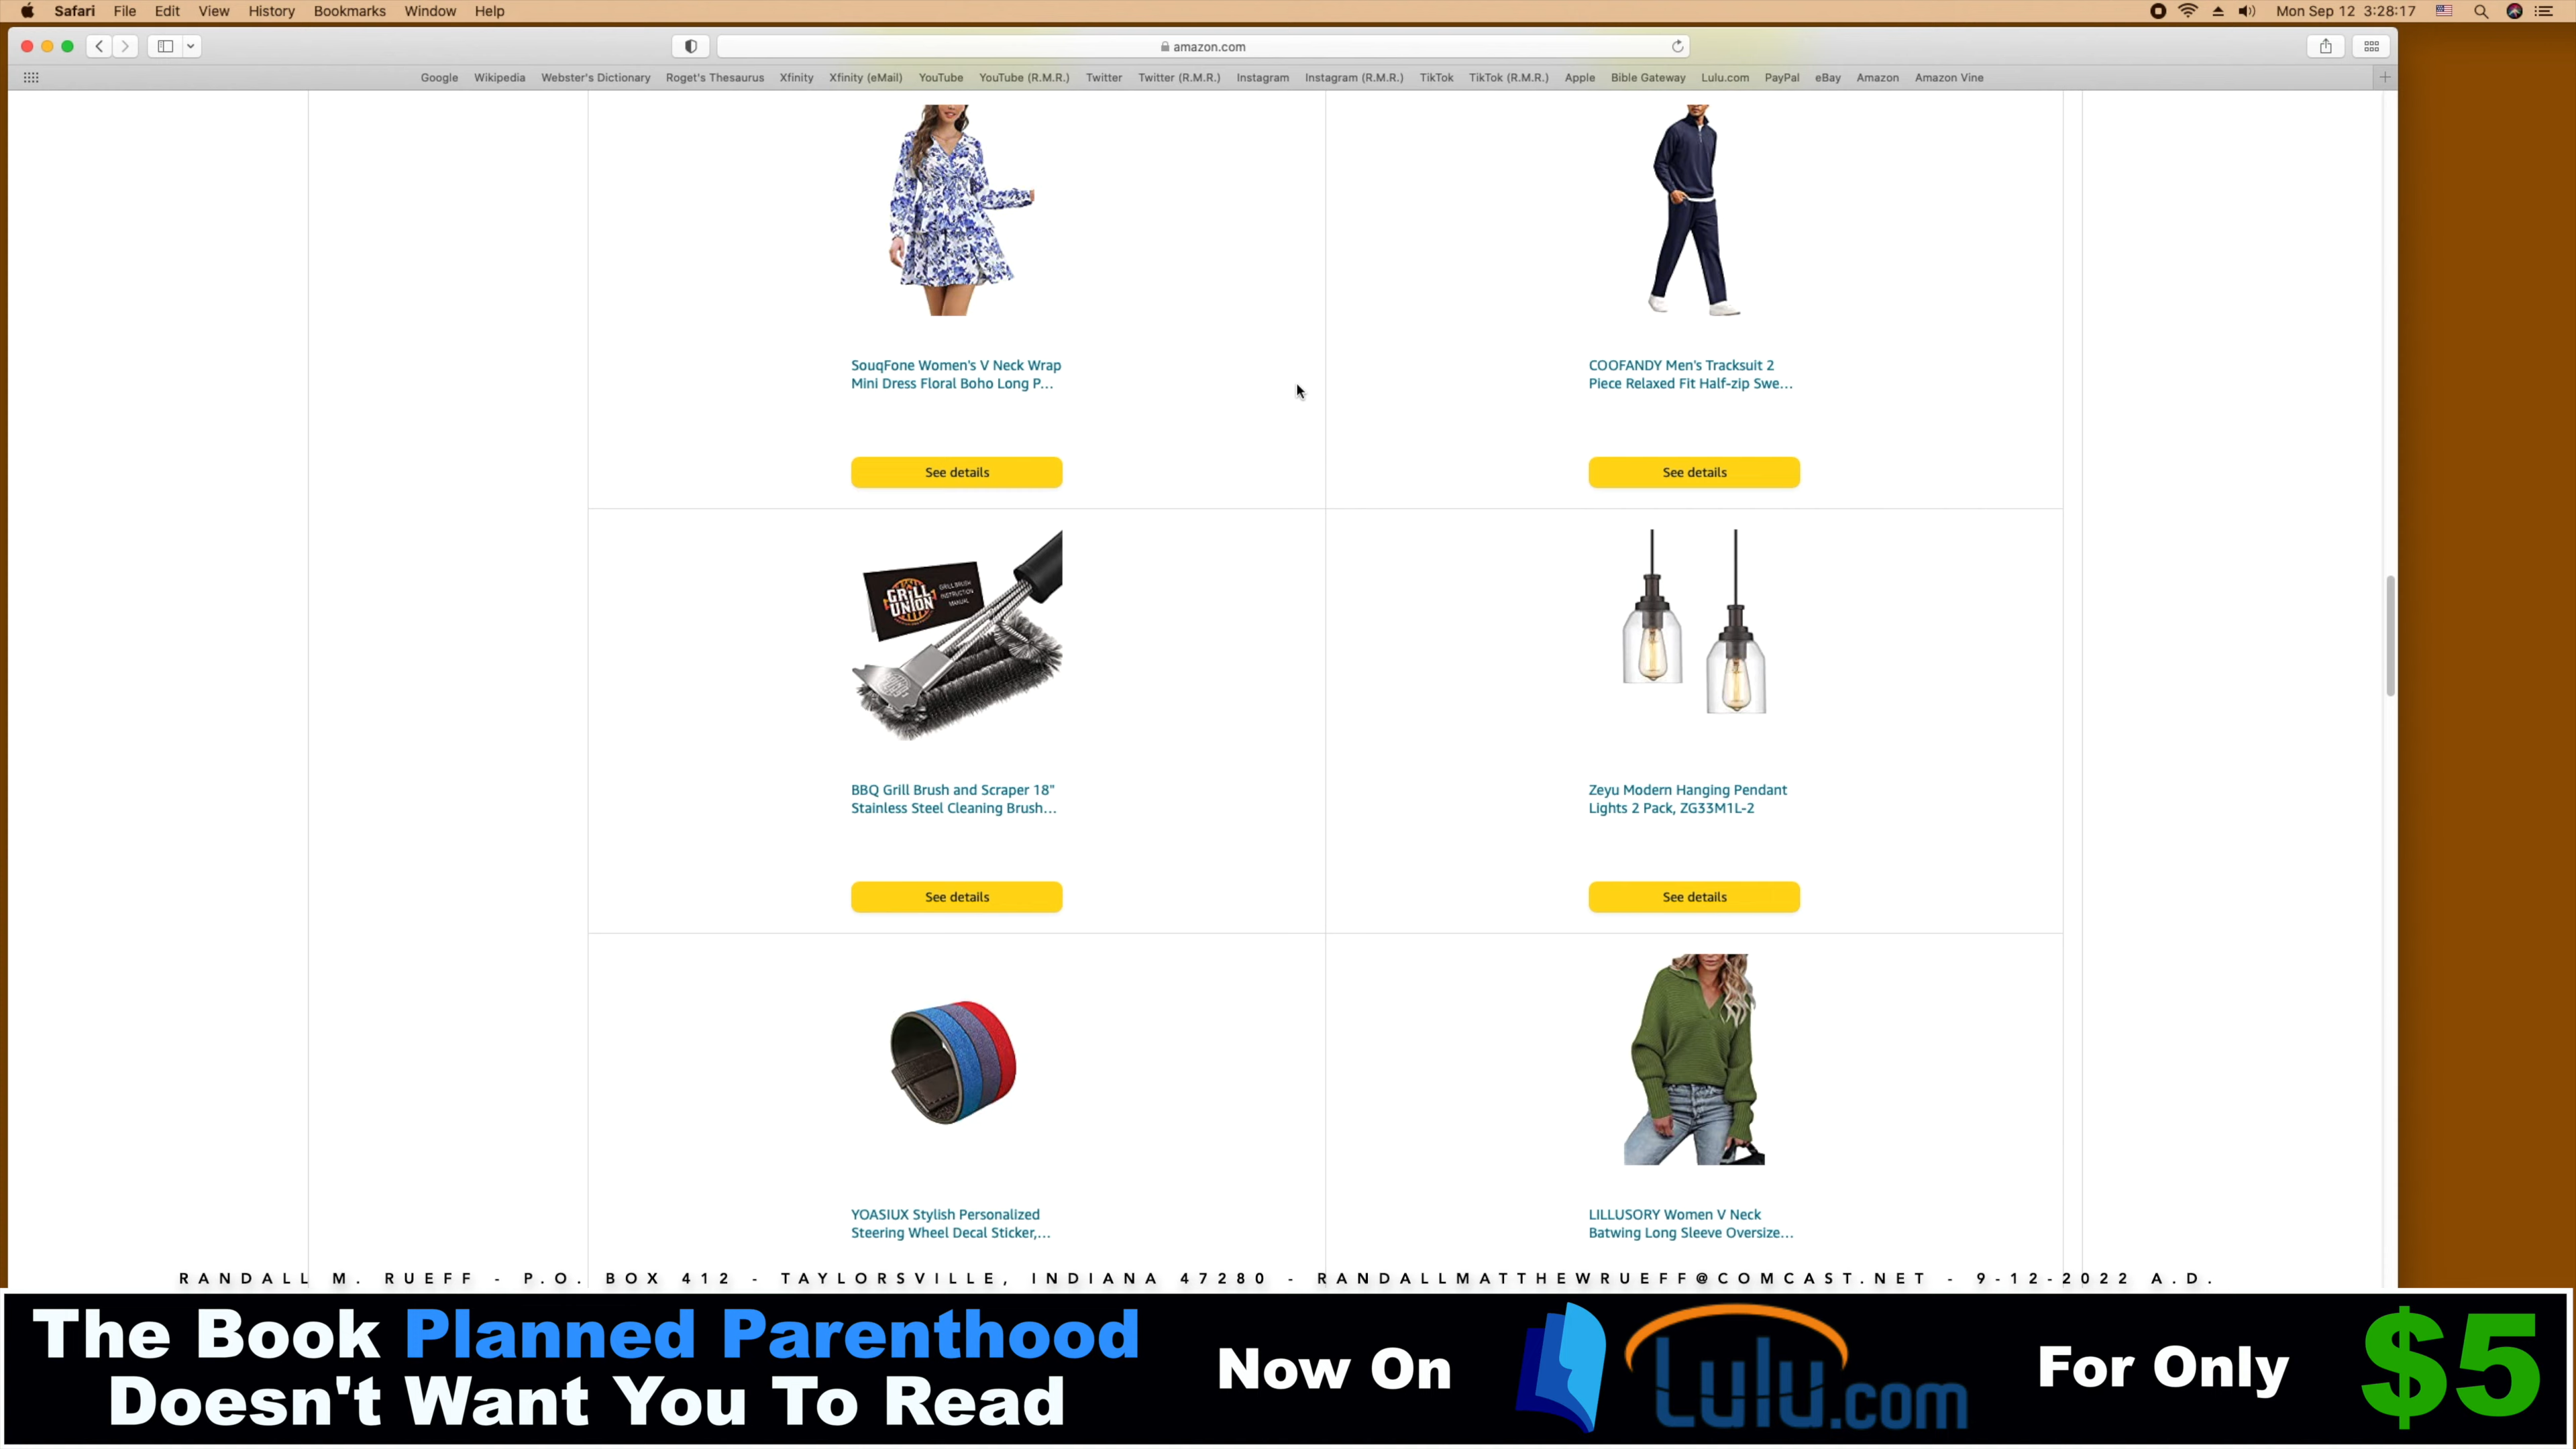 Safari File Edit View History Bookmarks Window Help Mon Sep 12 3:28:17
amazon.com
Google Wikipedia Webster's Dictionary Roget's Thesaurus Xfinity Xfinity (eMail) YouTube YouTube (R.M.R.) Twitter Twitter (R.M.R.) Instagram Instagram (R.M.R.) TikTok TikTok (R.M.R.) Apple Bible Gateway Lulu.com PayPal eBay Amazon Amazon Vine
SouqFone Women's V Neck Wrap
Mini Dress Floral Boho Long P...
See details
COOFANDY Men's Tracksuit 2
Piece Relaxed Fit Half-zip Swe...
See details
GRILL
UNION
GRILL BRUSH
INSTRUCTION
MANUAL
BBQ Grill Brush and Scraper 18"
Stainless Steel Cleaning Brush...
See details
Zeyu Modern Hanging Pendant
Lights 2 Pack, ZG33M1L-2
See details
YOASIUX Stylish Personalized
Steering Wheel Decal Sticker,...
LILLUSORY Women V Neck
Batwing Long Sleeve Oversize...
RANDALL M. RUEFF - P.O. BOX 412 - TAYLORSVILLE, INDIANA 47280 - RANDALLMATTHEWRUEFF@COMCAST.NET - 9-12-2022 A.D.
The Book Planned Parenthood
Doesn't Want You To Read
Now On
Lulu.com
For Only
$5